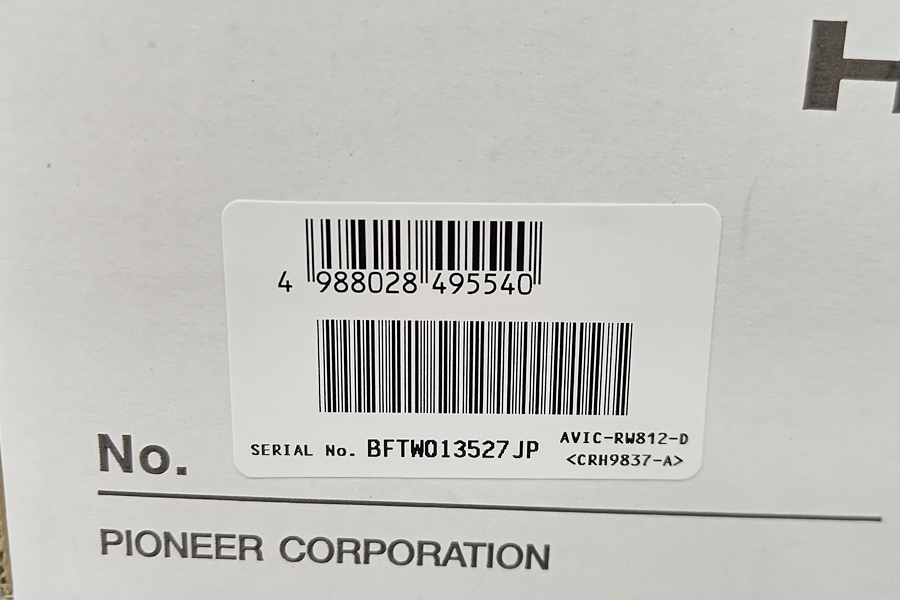 H
4 988028 495540
SERIAL No. BFTW013527JP
AVIC-RW812-D
<CRH9837-A>
No.
PIONEER CORPORATION